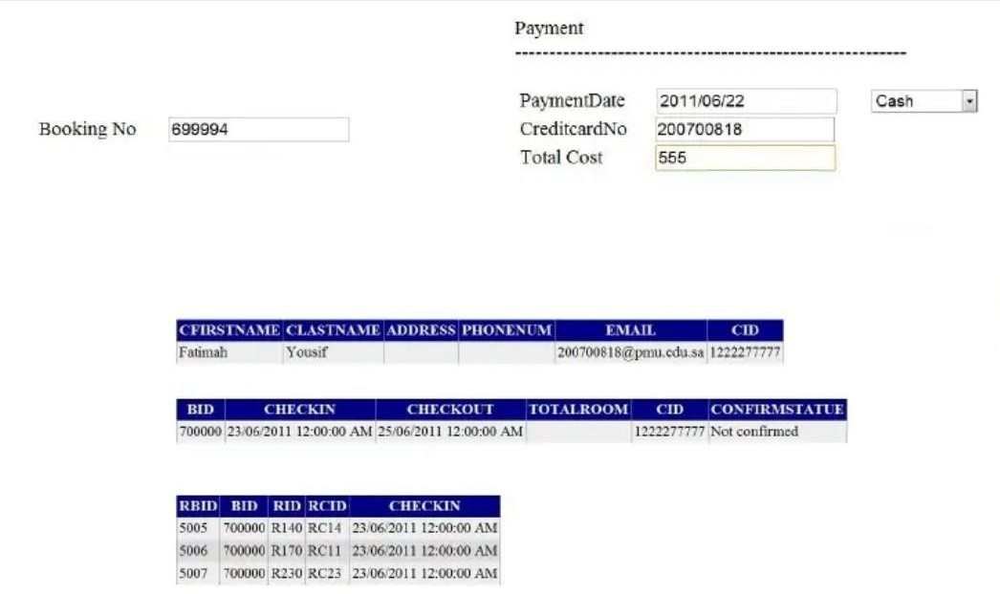 Payment
-------------------------------------------------------
PaymentDate 2011/06/22 Cash
Booking No 699994 CreditcardNo 200700818
Total Cost 555
CFIRSTNAME CLASTNAME ADDRESS PHONENUM EMAIL CID
Fatimah Yousif 200700818@pmu.edu.sa 1222277777
BID CHECKIN CHECKOUT TOTALROOM CID CONFIRMSTATUE
700000 23/06/2011 12:00:00 AM 25/06/2011 12:00:00 AM 1222277777 Not confirmed
RBID BID RID RCID CHECKIN
5005 700000 R140 RC14 23/06/2011 12:00:00 AM
5006 700000 R170 RC11 23/06/2011 12:00:00 AM
5007 700000 R230 RC23 23/06/2011 12:00:00 AM